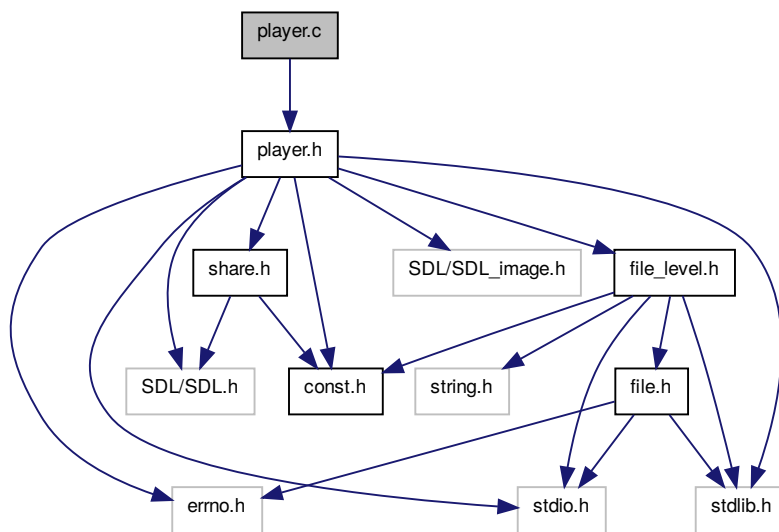 player.c
player.h
share.h
SDL/SDL_image.h
file_level.h
SDL/SDL.h
const.h
string.h
file.h
errno.h
stdio.h
stdlib.h